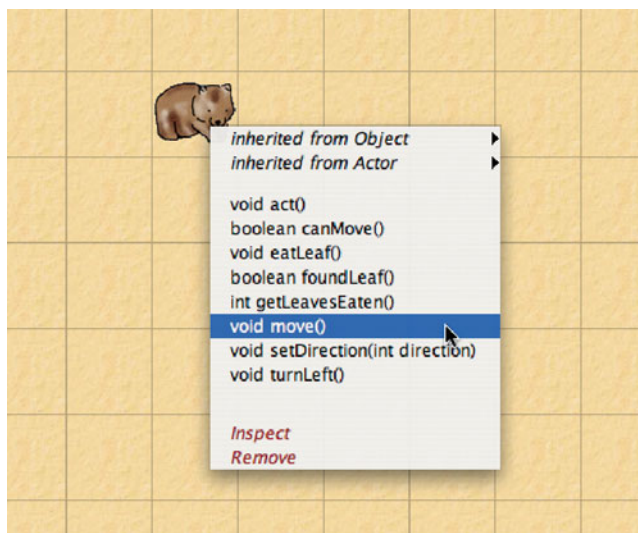 inherited from Object
inherited from Actor
void act()
boolean canMove()
void eatLeaf()
boolean foundLeaf()
int getLeavesEaten()
void move()
void setDirection(int direction)
void turnLeft()
Inspect
Remove